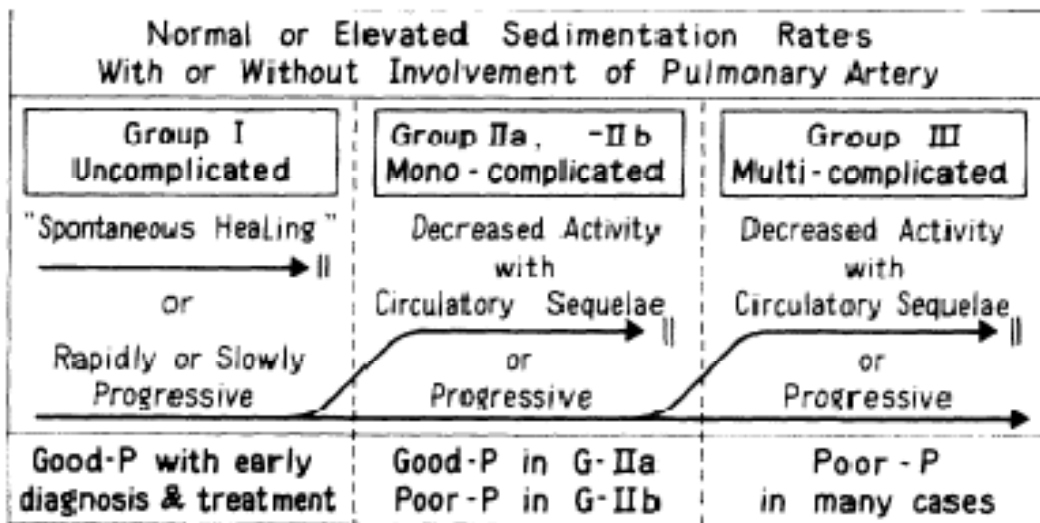 Normal or Elevated Sedimentation Rates
With or Without Involvement of Pulmonary Artery
Group I
Uncomplicated
"Spontaneous Healing"
or
Rapidly or Slowly
Progressive
Good-P with early
diagnosis & treatment
Group IIa, -IIb
Mono-complicated
Decreased Activity
with
Circulatory Sequelae
or
Progressive
Good-P in G-IIa
Poor-P in G-IIb
Group III
Multi-complicated
Decreased Activity
with
Circulatory Sequelae
or
Progressive
Poor-P
in many cases